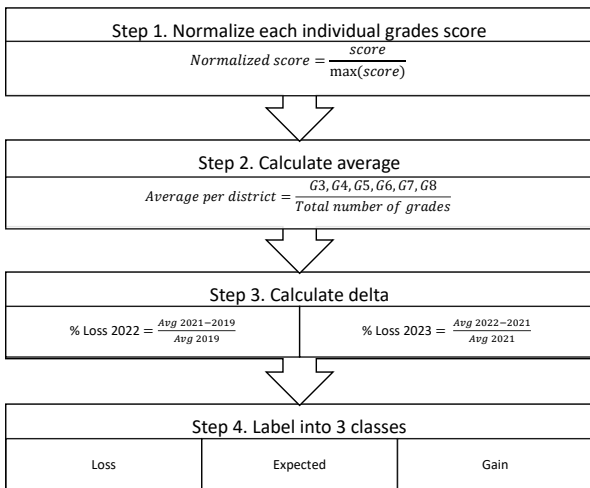 Step 1. Normalize each individual grades score
Normalized score = score / max(score)
Step 2. Calculate average
Average per district = G3, G4, G5, G6, G7, G8 / Total number of grades
Step 3. Calculate delta
% Loss 2022 = Avg 2021−2019 / Avg 2019
% Loss 2023 = Avg 2022−2021 / Avg 2021
Step 4. Label into 3 classes
Loss
Expected
Gain